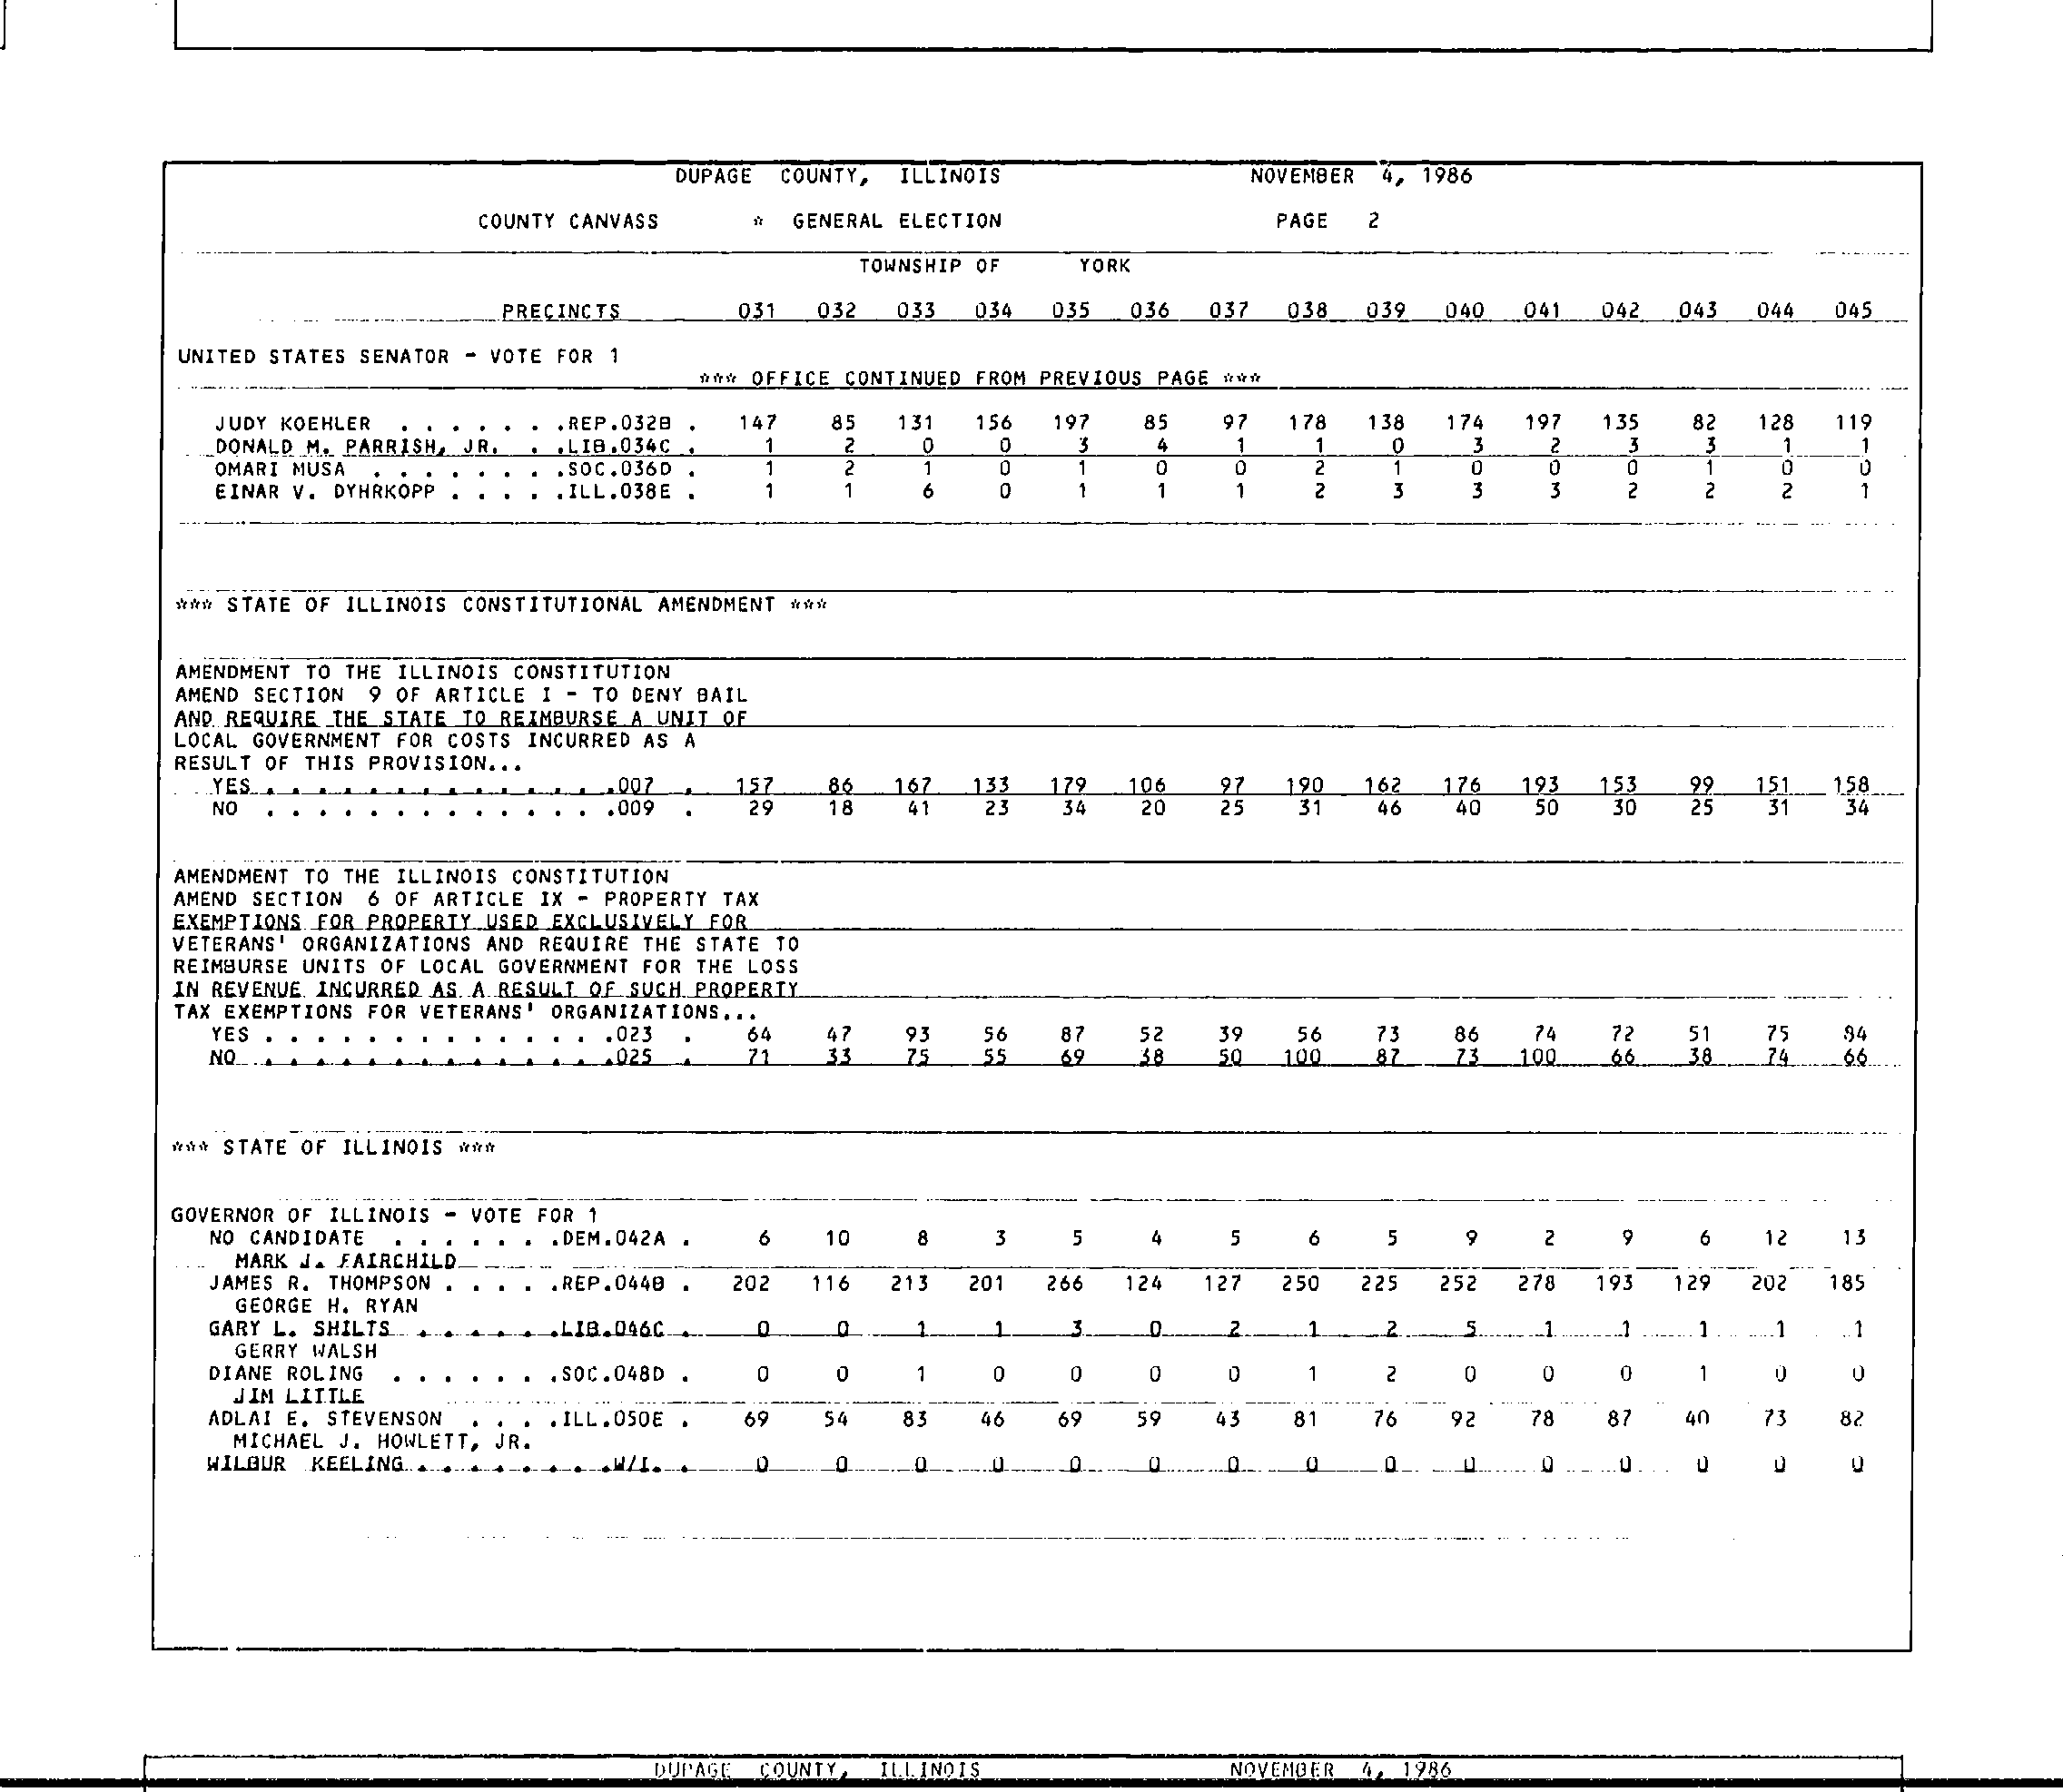 DUPAGE COUNTY, ILLINOIS NOVEMBER 4, 1986
COUNTY CANVASS * GENERAL ELECTION PAGE 2
TOWNSHIP OF YORK
PRECINCTS 031 032 033 034 035 036 037 038 039 040 041 042 043 044 045
UNITED STATES SENATOR - VOTE FOR 1
*** OFFICE CONTINUED FROM PREVIOUS PAGE ***
JUDY KOEHLER . . . . . . .REP.032B . 147 85 131 156 197 85 97 178 138 174 197 135 82 128 119
DONALD M. PARRISH, JR. . .LIB.034C . 1 2 0 0 3 4 1 1 0 3 2 3 3 1 1
OMARI MUSA . . . . . . . .SOC.036D . 1 2 1 0 1 0 0 2 1 0 0 0 1 0 0
EINAR V. DYHRKOPP . . . . .ILL.038E . 1 1 6 0 1 1 1 2 3 3 3 2 2 2 1
*** STATE OF ILLINOIS CONSTITUTIONAL AMENDMENT ***
AMENDMENT TO THE ILLINOIS CONSTITUTION
AMEND SECTION 9 OF ARTICLE I - TO DENY BAIL
AND REQUIRE THE STATE TO REIMBURSE A UNIT OF
LOCAL GOVERNMENT FOR COSTS INCURRED AS A
RESULT OF THIS PROVISION...
YES . . . . . . . . . . . . . .007 . 157 86 167 133 179 106 97 190 162 176 193 153 99 151 158
NO . . . . . . . . . . . . . .009 . 29 18 41 23 34 20 25 31 46 40 50 30 25 31 34
AMENDMENT TO THE ILLINOIS CONSTITUTION
AMEND SECTION 6 OF ARTICLE IX - PROPERTY TAX
EXEMPTIONS FOR PROPERTY USED EXCLUSIVELY FOR
VETERANS' ORGANIZATIONS AND REQUIRE THE STATE TO
REIMBURSE UNITS OF LOCAL GOVERNMENT FOR THE LOSS
IN REVENUE INCURRED AS A RESULT OF SUCH PROPERTY
TAX EXEMPTIONS FOR VETERANS' ORGANIZATIONS...
YES . . . . . . . . . . . . . .023 . 64 47 93 56 87 52 39 56 73 86 74 72 51 75 84
NO . . . . . . . . . . . . . .025 . 71 33 75 55 69 38 50 100 87 73 100 66 38 74 66
*** STATE OF ILLINOIS ***
GOVERNOR OF ILLINOIS - VOTE FOR 1
NO CANDIDATE . . . . . . .DEM.042A . 6 10 8 3 5 4 5 6 5 9 2 9 6 12 13
MARK J. FAIRCHILD
JAMES R. THOMPSON . . . . .REP.044B . 202 116 213 201 266 124 127 250 225 252 278 193 129 202 185
GEORGE H. RYAN
GARY L. SHILTS . . . . . .LIB.046C . 0 0 1 1 3 0 2 1 2 5 1 1 1 1 1
GERRY WALSH
DIANE ROLING . . . . . . .SOC.048D . 0 0 1 0 0 0 0 1 2 0 0 0 1 0 0
JIM LITTLE
ADLAI E. STEVENSON . . . .ILL.050E . 69 54 83 46 69 59 43 81 76 92 78 87 40 73 82
MICHAEL J. HOWLETT, JR.
WILBUR KEELING . . . . . . . .W/I. . 0 0 0 0 0 0 0 0 0 0 0 0 0 0 0
DUPAGE COUNTY, ILLINOIS NOVEMBER 4, 1986